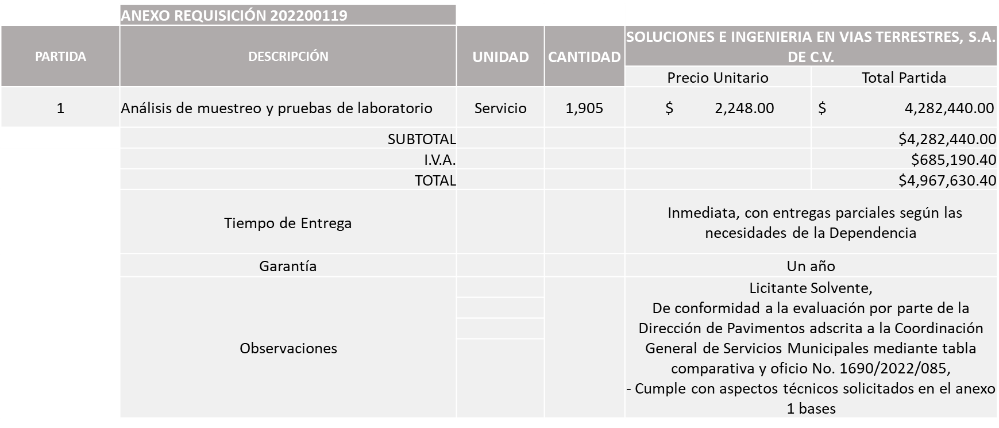 ANEXO REQUISICIÓN 202200119
PARTIDA
DESCRIPCIÓN
UNIDAD
CANTIDAD
SOLUCIONES E INGENIERIA EN VIAS TERRESTRES, S.A.
DE C.V.
Precio Unitario
Total Partida
1
Análisis de muestreo y pruebas de laboratorio
Servicio
1,905
$ 2,248.00
$ 4,282,440.00
SUBTOTAL
$4,282,440.00
I.V.A.
$685,190.40
TOTAL
$4,967,630.40
Tiempo de Entrega
Inmediata, con entregas parciales según las
necesidades de la Dependencia
Garantía
Un año
Observaciones
Licitante Solvente,
De conformidad a la evaluación por parte de la
Dirección de Pavimentos adscrita a la Coordinación
General de Servicios Municipales mediante tabla
comparativa y oficio No. 1690/2022/085,
- Cumple con aspectos técnicos solicitados en el anexo
1 bases